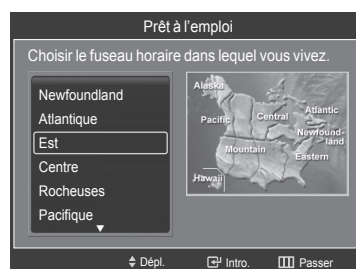 Prêt à l'emploi
Choisir le fuseau horaire dans lequel vous vivez.
Newfoundland
Atlantique
Est
Centre
Rocheuses
Pacifique
Alaska
Pacific
Central
Atlantic
Newfound-
land
Mountain
Eastern
Hawaii
Dépl.
Intro.
Passer